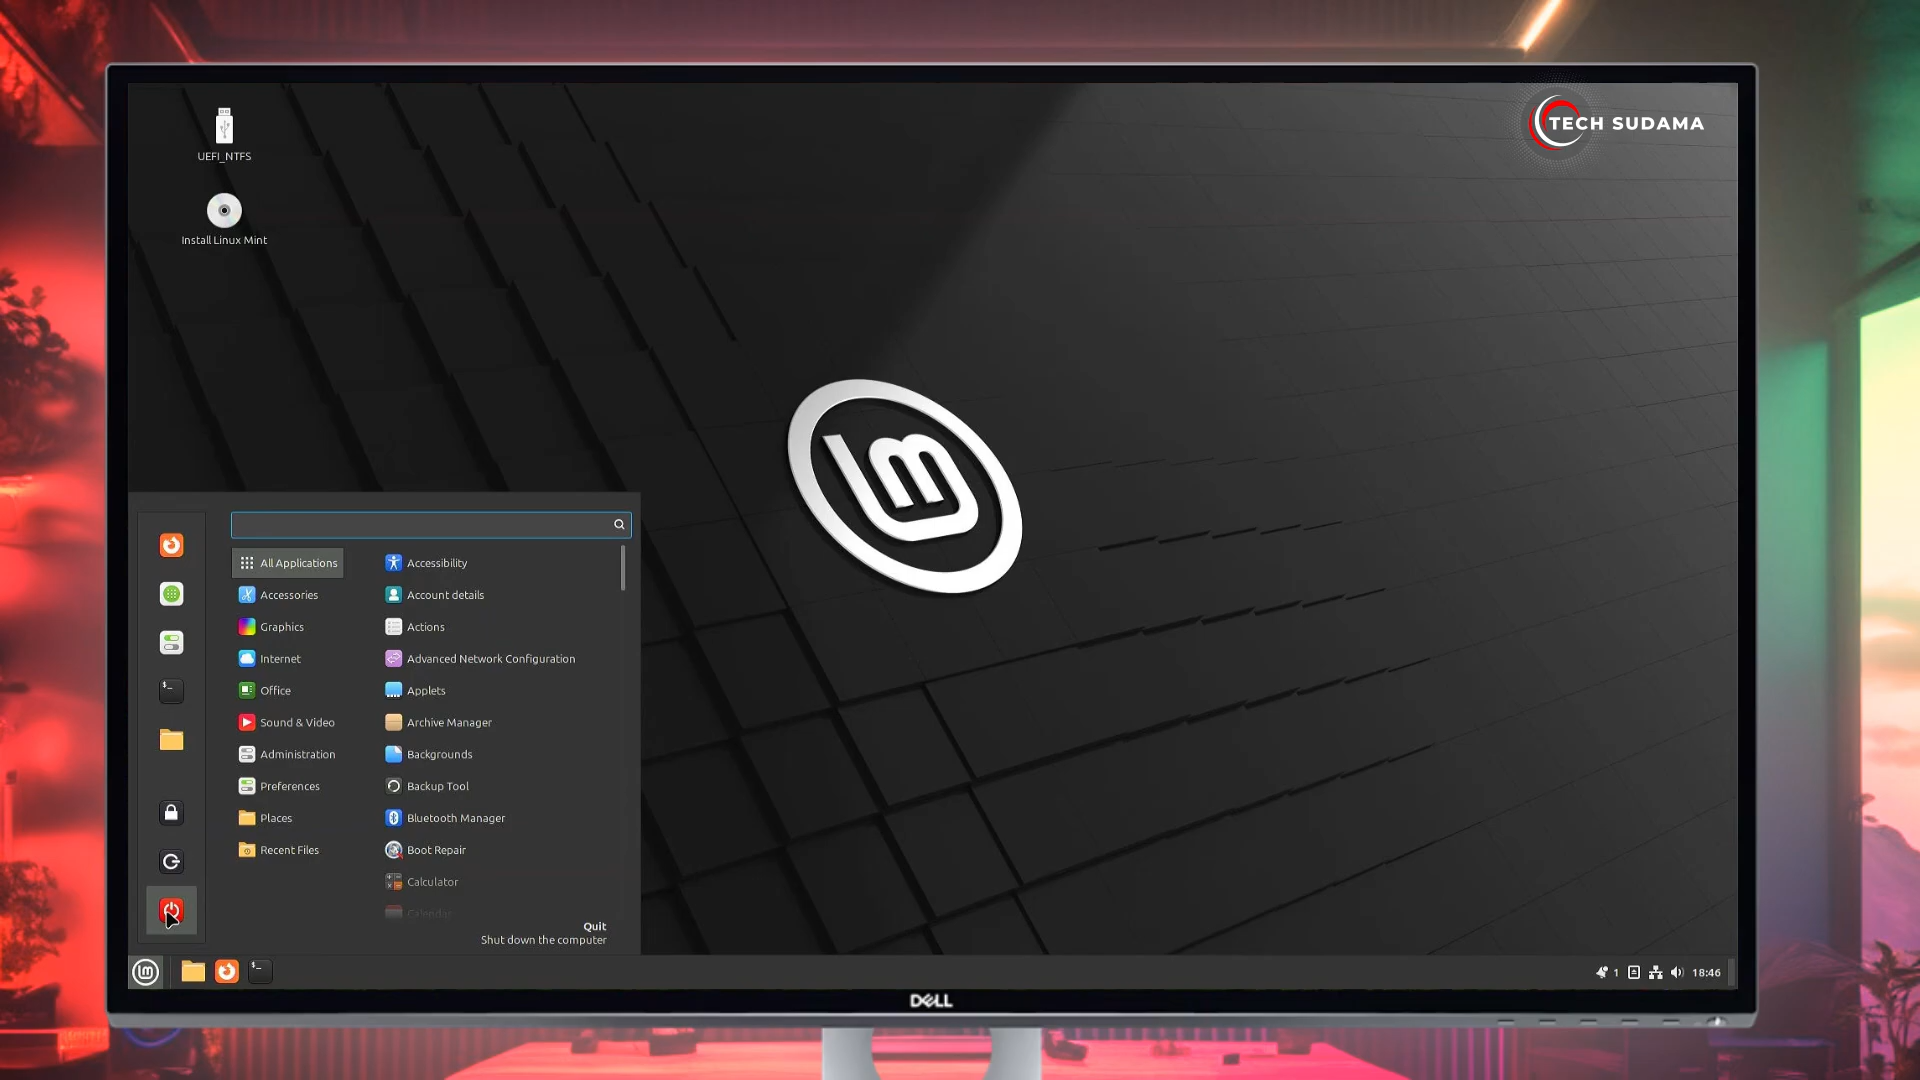 TECH SUDAMA
UEFI_NTFS
Install Linux Mint
All Applications
Accessories
Graphics
Internet
Office
Sound & Video
Administration
Preferences
Places
Recent Files
Accessibility
Account details
Actions
Advanced Network Configuration
Applets
Archive Manager
Backgrounds
Backup Tool
Bluetooth Manager
Boot Repair
Calculator
Calendar
Quit
Shut down the computer
1
18:46
DELL